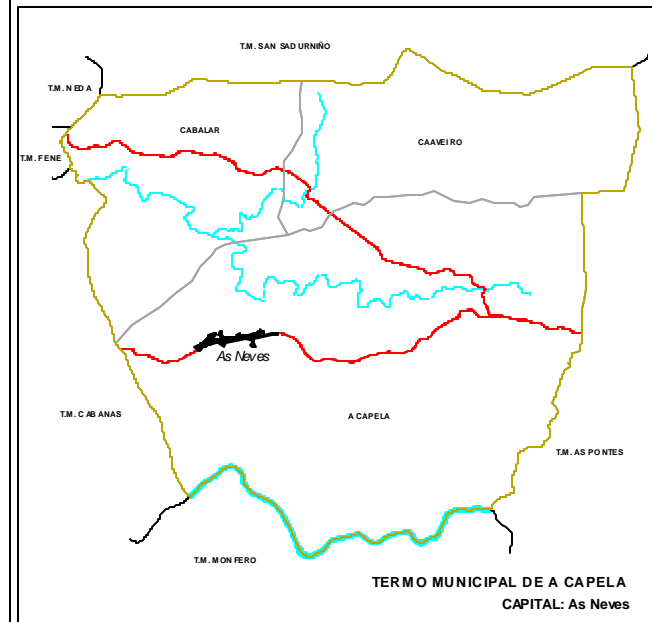 T.M. SAN SADURNIÑO
T.M. NEDA
CABALAR
CAAVEIRO
T.M. FENE
As Neves
T.M. CABANAS
A CAPELA
T.M. AS PONTES
T.M. MONFERO
TERMO MUNICIPAL DE A CAPELA
CAPITAL: As Neves